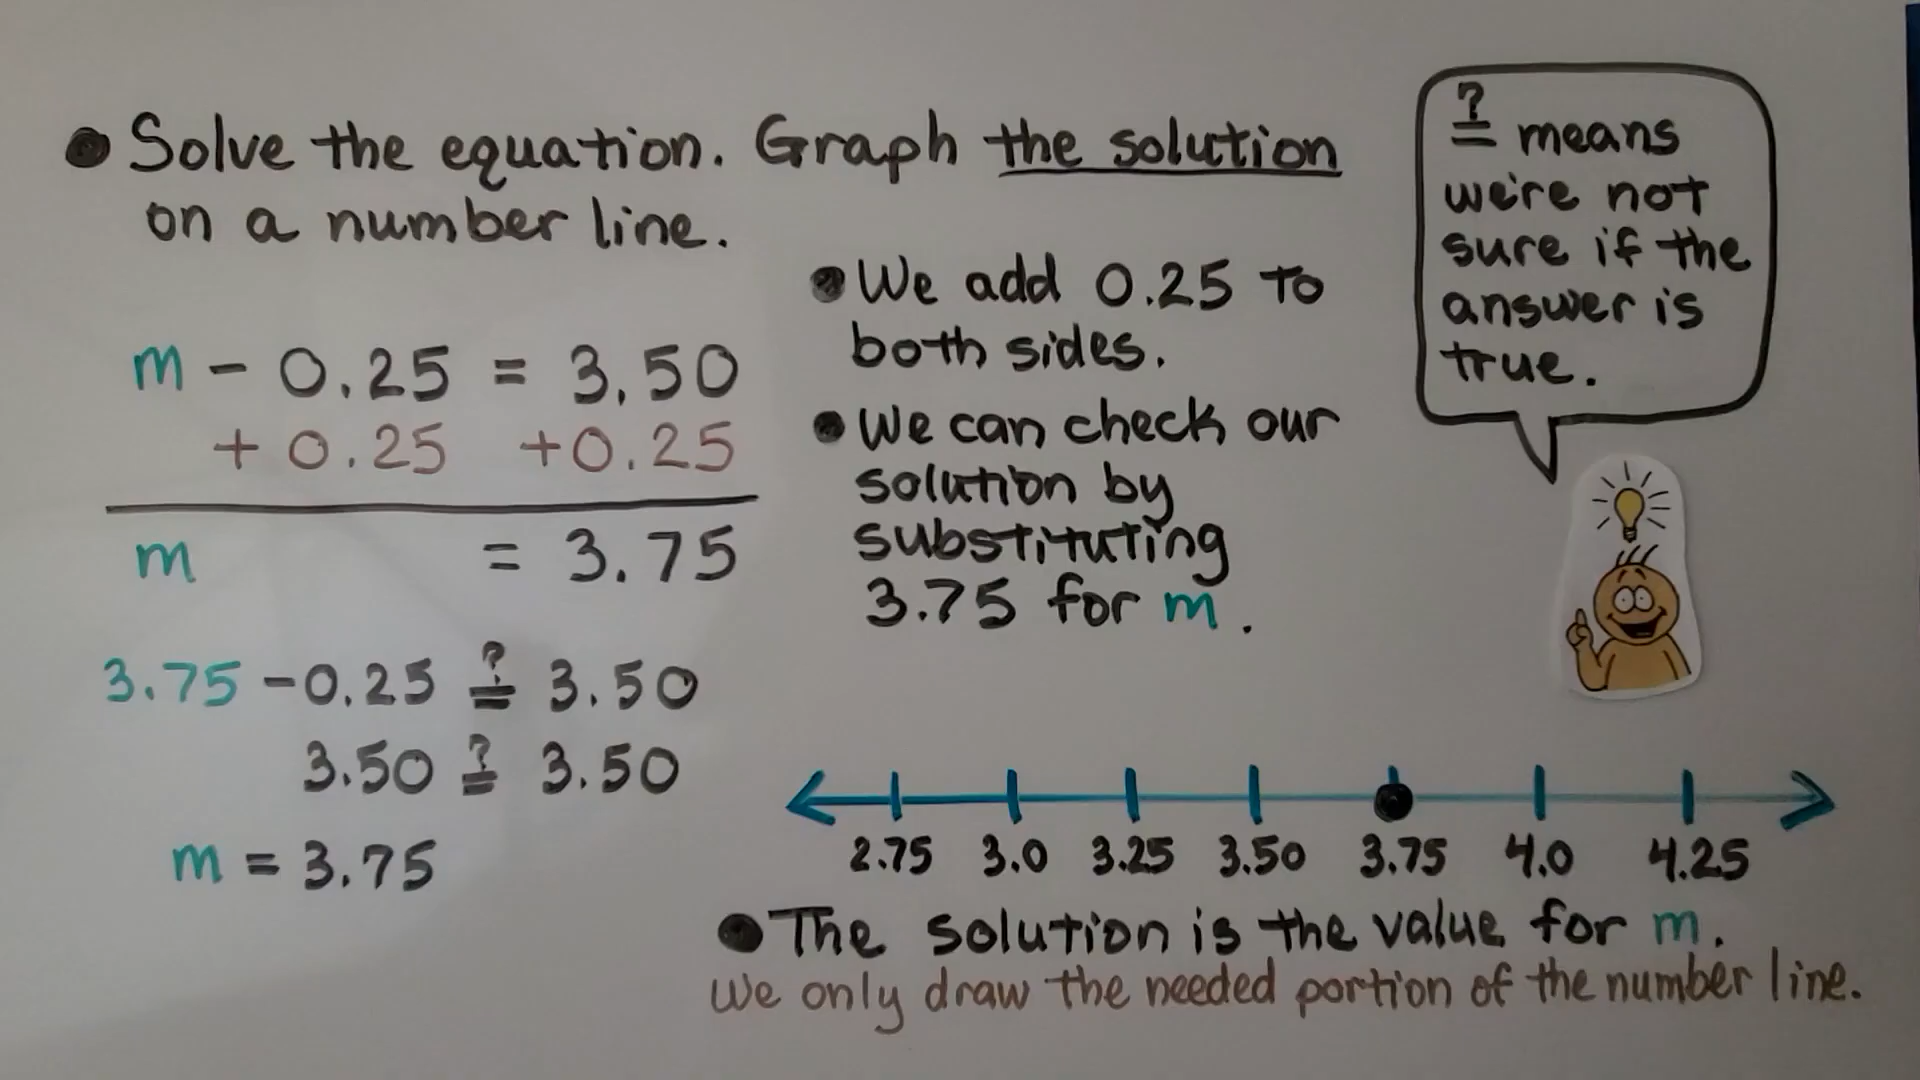 ● Solve the equation. Graph the solution
on a number line.
m - 0.25 = 3.50
+ 0.25 +0.25
m = 3.75
3.75 -0.25 ≟ 3.50
3.50 ≟ 3.50
m = 3.75
● We add 0.25 to
both sides.
● We can check our
solution by
substituting
3.75 for m.
≟ means
we're not
sure if the
answer is
true.
2.75 3.0 3.25 3.50 3.75 4.0 4.25
● The solution is the value for m.
We only draw the needed portion of the number line.